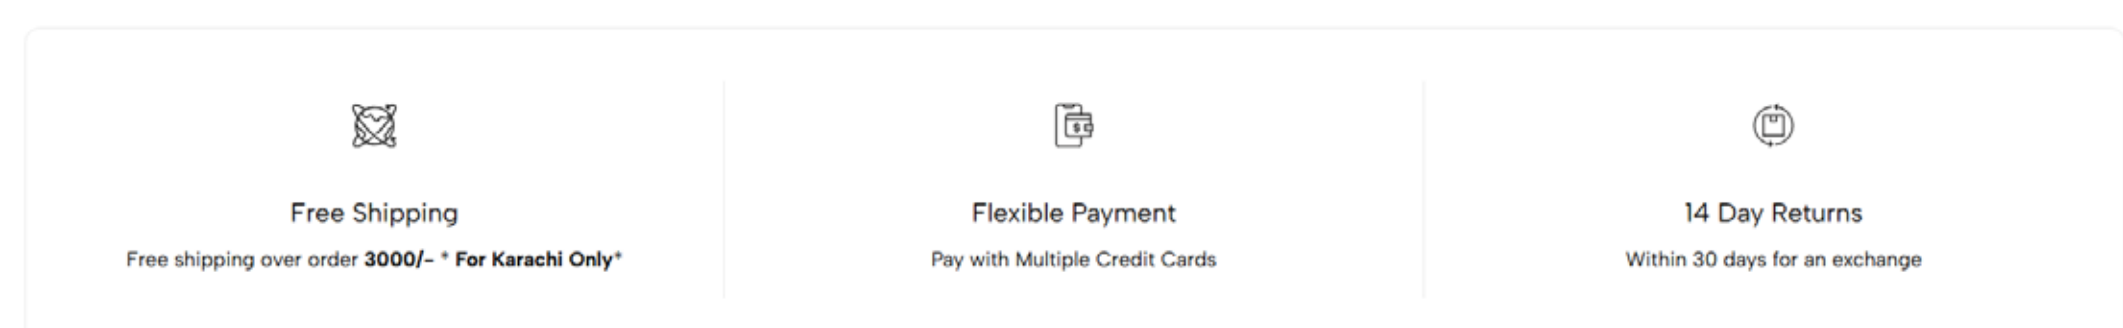 Free Shipping
Free shipping over order 3000/- * For Karachi Only*
Flexible Payment
Pay with Multiple Credit Cards
14 Day Returns
Within 30 days for an exchange